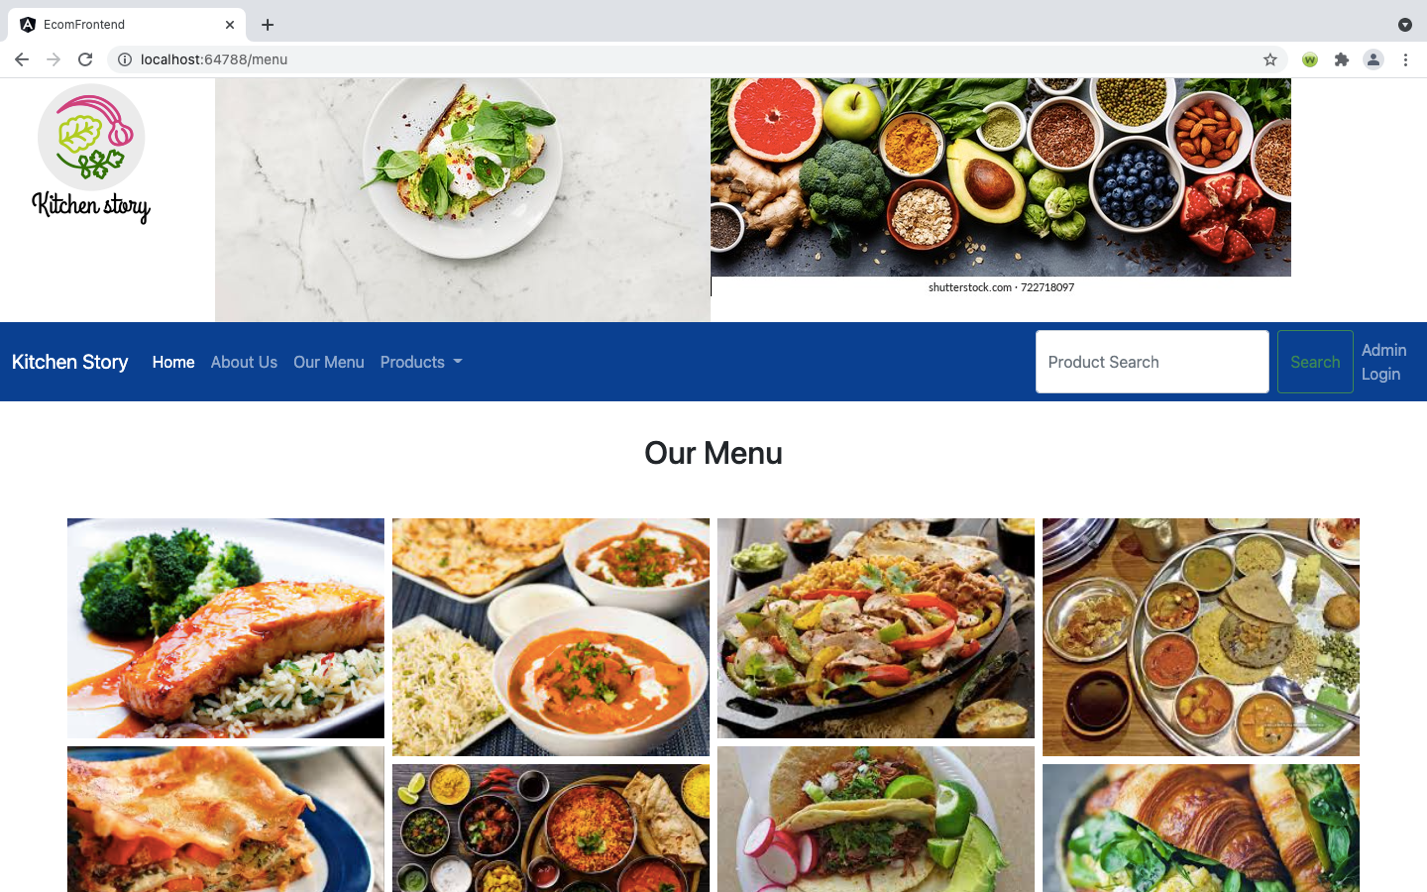 EcomFrontend
localhost:64788/menu
Kitchen story
shutterstock.com · 722718097
Kitchen Story Home About Us Our Menu Products Product Search Search Admin Login
Our Menu